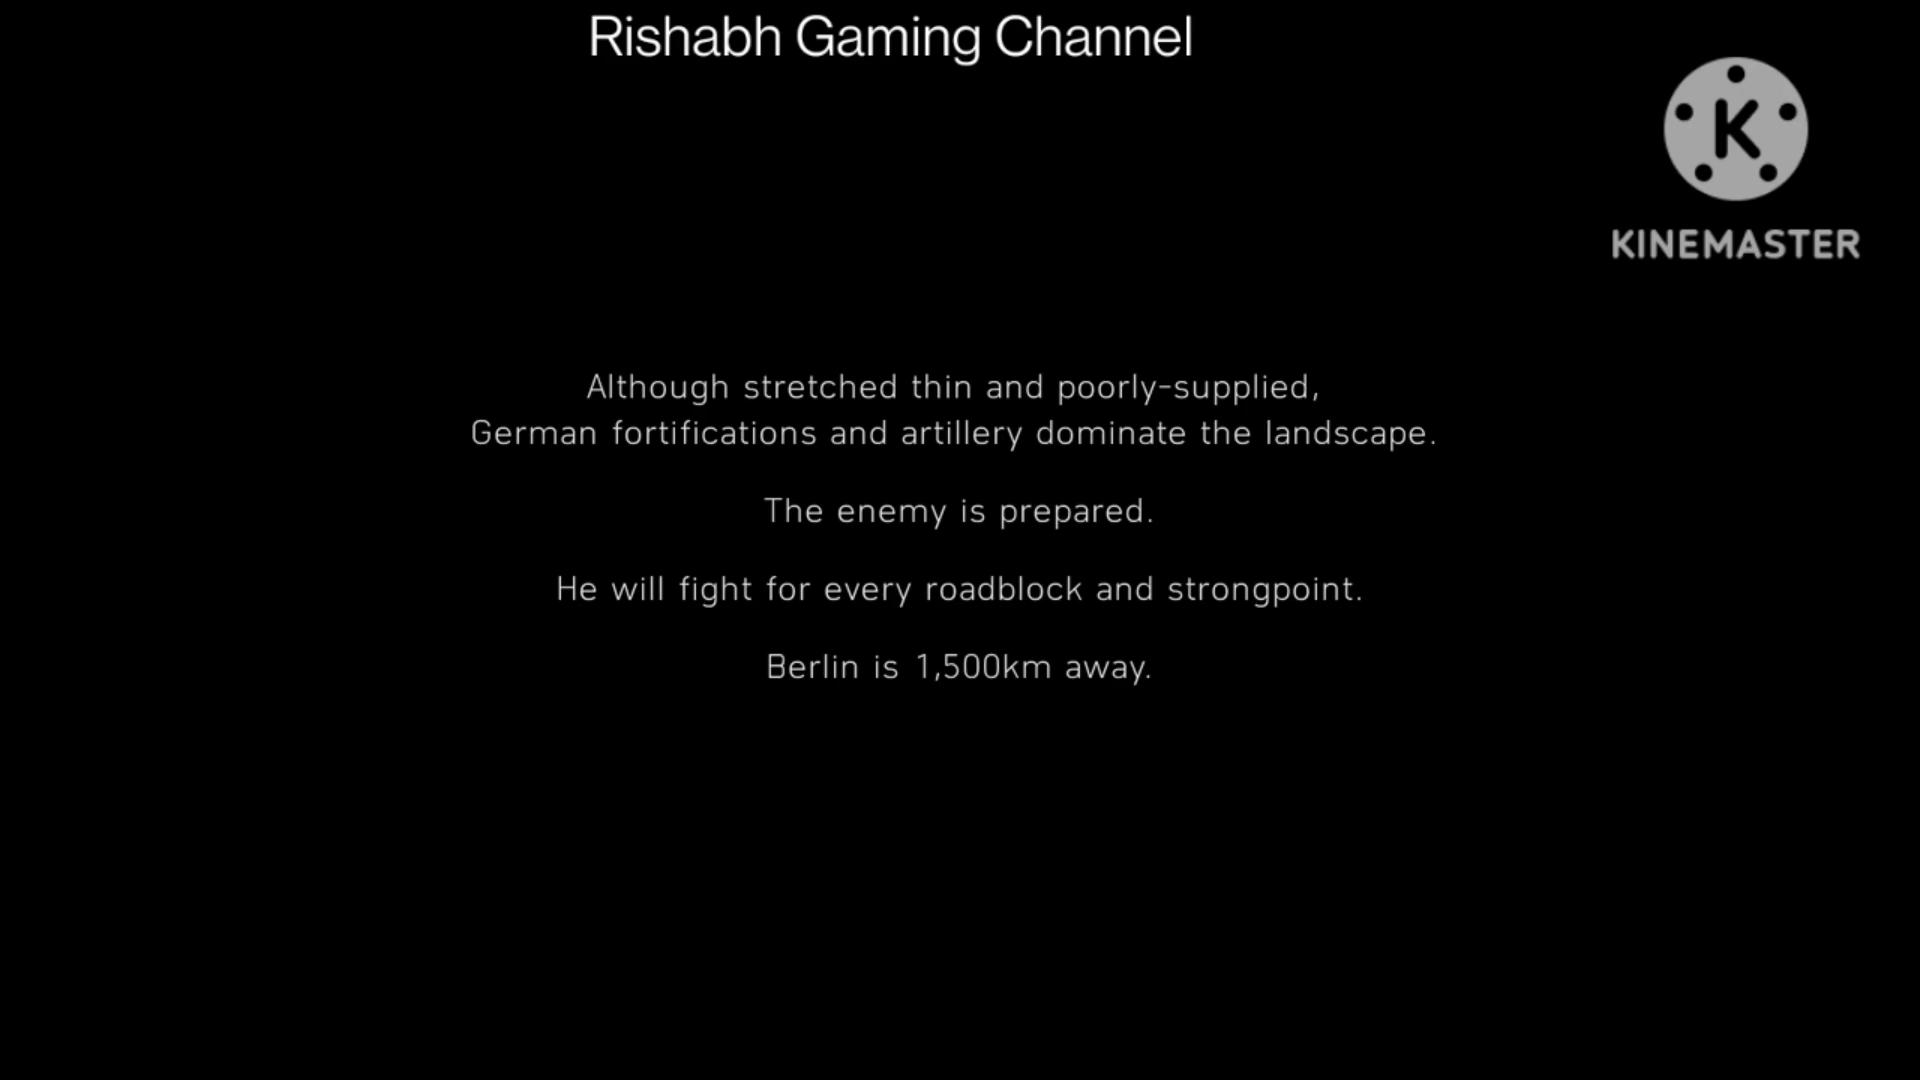 Rishabh Gaming Channel
K
KINEMASTER
Although stretched thin and poorly-supplied,
German fortifications and artillery dominate the landscape.
The enemy is prepared.
He will fight for every roadblock and strongpoint.
Berlin is 1,500km away.